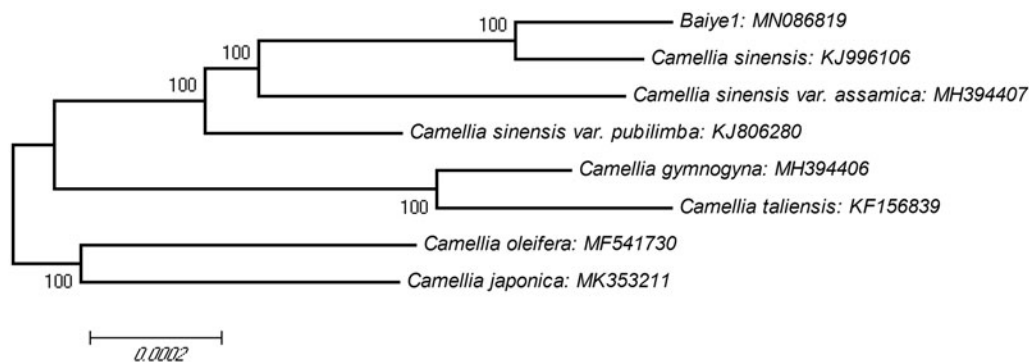 100
Baiye1: MN086819
100
Camellia sinensis: KJ996106
100
Camellia sinensis var. assamica: MH394407
Camellia sinensis var. pubilimba: KJ806280
Camellia gymnogyna: MH394406
100
Camellia taliensis: KF156839
Camellia oleifera: MF541730
100
Camellia japonica: MK353211
0.0002